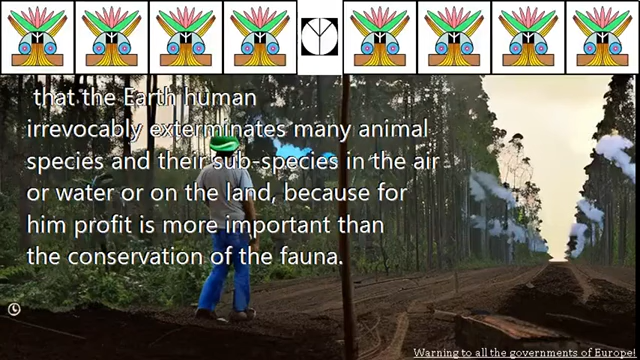 that the Earth human
irrevocably exterminates many animal
species and their sub-species in the air
or water or on the land, because for
him profit is more important than
the conservation of the fauna.
Warning to all the governments of Europe!